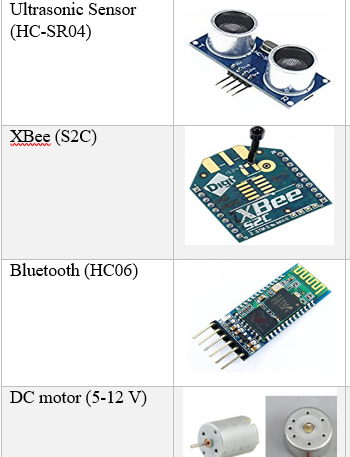 Ultrasonic Sensor
(HC-SR04)
T
R
XBee (S2C)
Digi
XBee
S2C
Bluetooth (HC06)
DC motor (5-12 V)